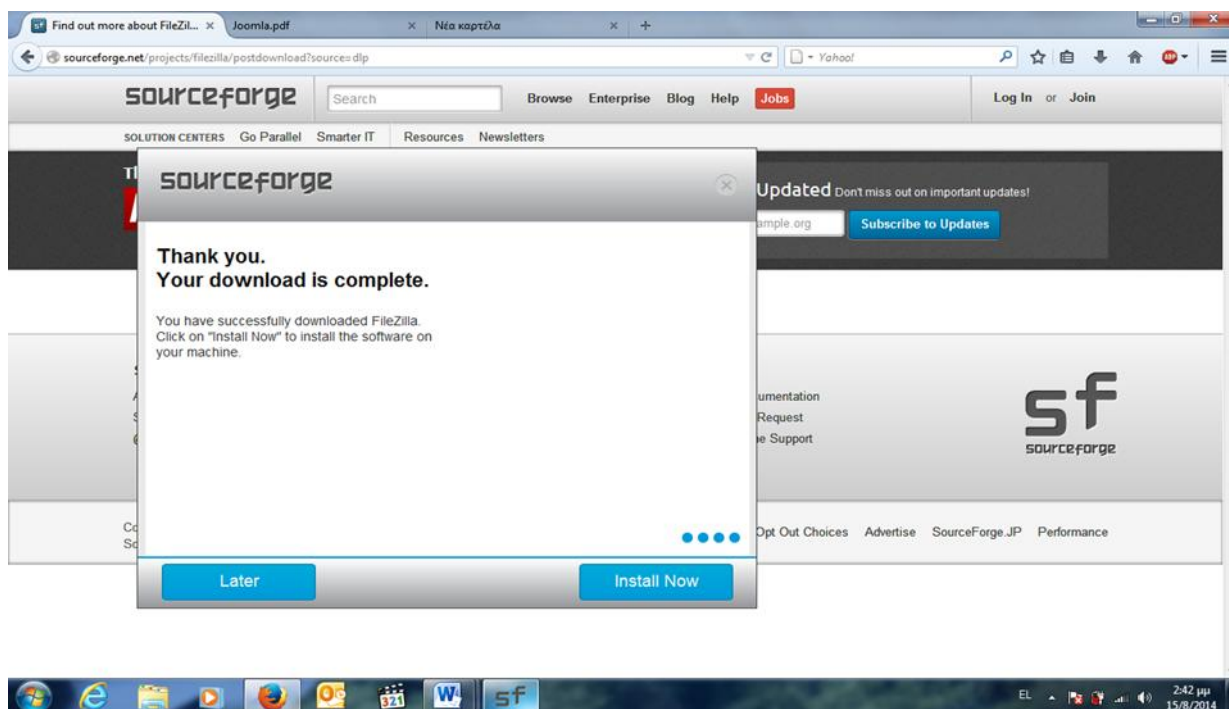 Find out more about FileZil...
Joomla.pdf
Νέα καρτέλα
sourceforge.net/projects/filezilla/postdownload?source=dlp
Yahoo!
sourceforge
Search
Browse Enterprise Blog Help Jobs
Log In or Join
SOLUTION CENTERS Go Parallel Smarter IT Resources Newsletters
sourceforge
Updated Don't miss out on important updates!
Subscribe to Updates
Thank you.
Your download is complete.
You have successfully downloaded FileZilla.
Click on "Install Now" to install the software on
your machine.
Request
Support
sf
sourceforge
Opt Out Choices Advertise SourceForge.JP Performance
Later
Install Now
321
W
sf
EL
2:42 μμ
15/8/2014